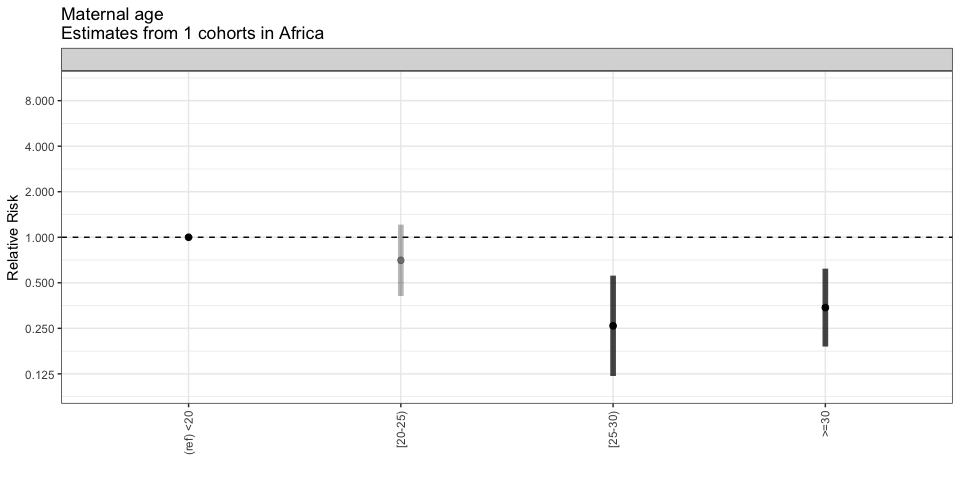 Maternal age
Estimates from 1 cohorts in Africa
8.000
4.000
2.000
1.000
0.500
0.250
0.125
Relative Risk
(ref) <20
[20-25)
[25-30)
>=30